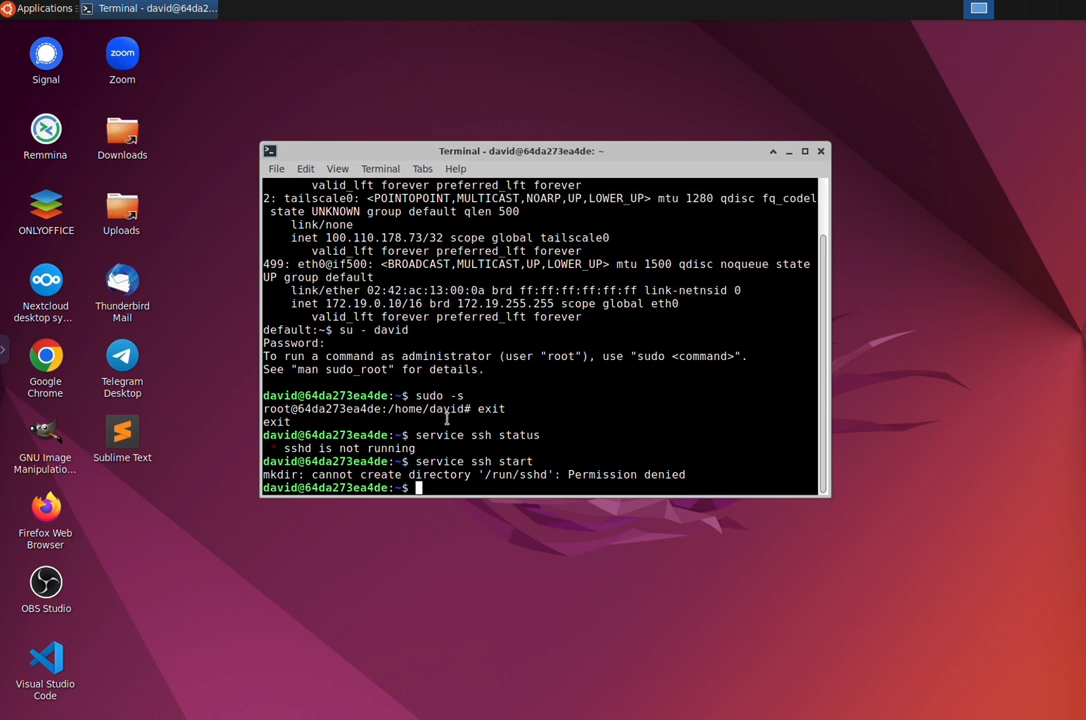 Applications
Terminal - david@64da2...
Signal
zoom
Zoom
Remmina
Downloads
ONLYOFFICE
Uploads
Nextcloud
desktop sy...
Thunderbird
Mail
Google
Chrome
Telegram
Desktop
GNU Image
Manipulatio...
Sublime Text
Firefox Web
Browser
OBS Studio
Visual Studio
Code
Terminal - david@64da273ea4de: ~
File Edit View Terminal Tabs Help
valid_lft forever preferred_lft forever
2: tailscale0: <POINTOPOINT,MULTICAST,NOARP,UP,LOWER_UP> mtu 1280 qdisc fq_codel
state UNKNOWN group default qlen 500
link/none
inet 100.110.178.73/32 scope global tailscale0
valid_lft forever preferred_lft forever
499: eth0@if500: <BROADCAST,MULTICAST,UP,LOWER_UP> mtu 1500 qdisc noqueue state
UP group default
link/ether 02:42:ac:13:00:0a brd ff:ff:ff:ff:ff:ff link-netnsid 0
inet 172.19.0.10/16 brd 172.19.255.255 scope global eth0
valid_lft forever preferred_lft forever
default:~$ su - david
Password:
To run a command as administrator (user "root"), use "sudo <command>".
See "man sudo_root" for details.
david@64da273ea4de:~$ sudo -s
root@64da273ea4de:/home/david# exit
exit
david@64da273ea4de:~$ service ssh status
* sshd is not running
david@64da273ea4de:~$ service ssh start
mkdir: cannot create directory '/run/sshd': Permission denied
david@64da273ea4de:~$